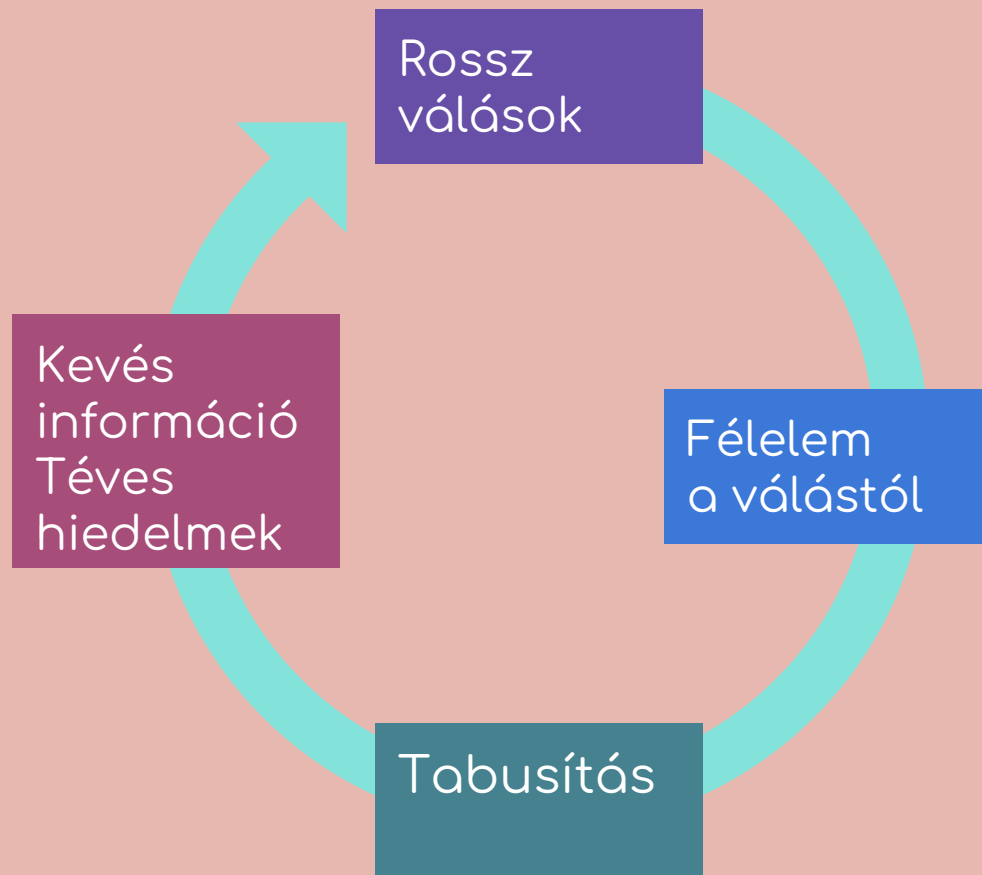 Rossz
válások
Félelem
a válástól
Tabusítás
Kevés
információ
Téves
hiedelmek